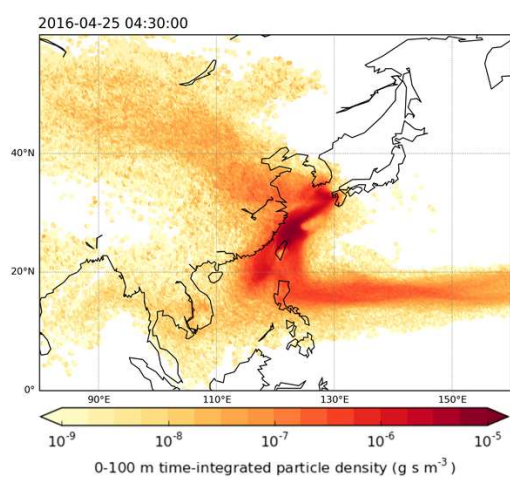 2016-04-25 04:30:00
40°N
20°N
0°
90°E 110°E 130°E 150°E
10⁻⁹ 10⁻⁸ 10⁻⁷ 10⁻⁶ 10⁻⁵
0-100 m time-integrated particle density (g s m⁻³)